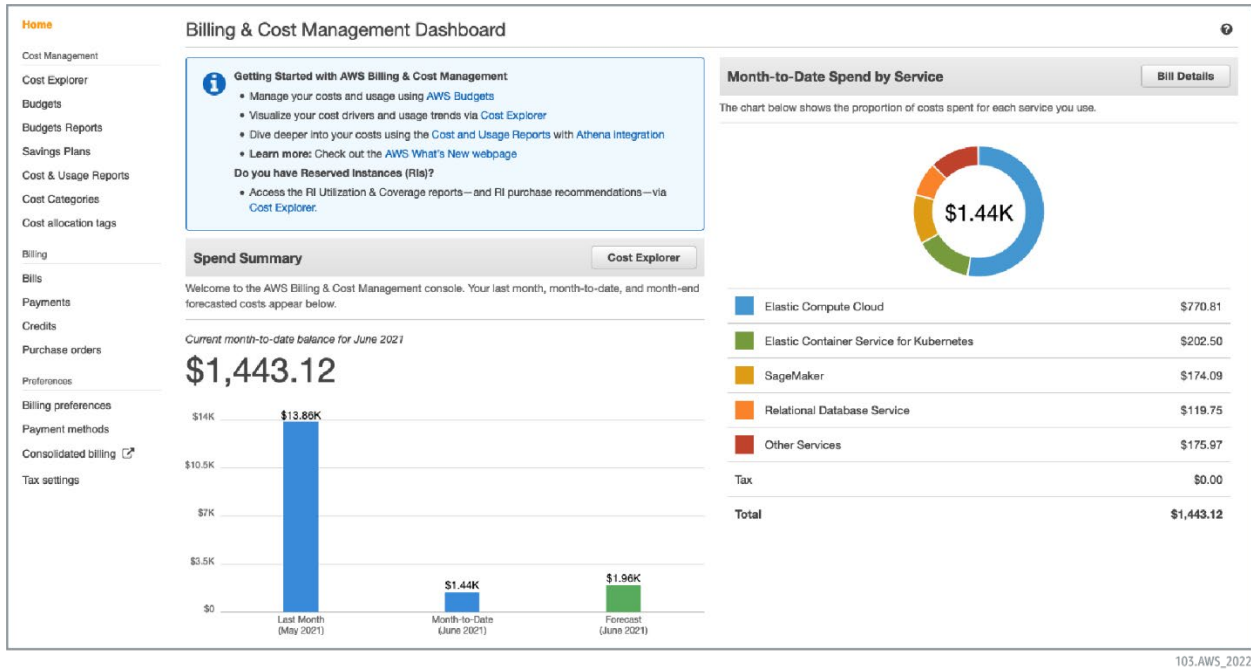 Home
Cost Management
Cost Explorer
Budgets
Budgets Reports
Savings Plans
Cost & Usage Reports
Cost Categories
Cost allocation tags
Billing
Bills
Payments
Credits
Purchase orders
Preferences
Billing preferences
Payment methods
Consolidated billing
Tax settings
Billing & Cost Management Dashboard
Getting Started with AWS Billing & Cost Management
• Manage your costs and usage using AWS Budgets
• Visualize your cost drivers and usage trends via Cost Explorer
• Dive deeper into your costs using the Cost and Usage Reports with Athena integration
• Learn more: Check out the AWS What's New webpage
Do you have Reserved Instances (RIs)?
• Access the RI Utilization & Coverage reports—and RI purchase recommendations—via
Cost Explorer.
Spend Summary
Cost Explorer
Welcome to the AWS Billing & Cost Management console. Your last month, month-to-date, and month-end
forecasted costs appear below.
Current month-to-date balance for June 2021
$1,443.12
$14K
$10.5K
$7K
$3.5K
$0
$13.86K
$1.44K
$1.96K
Last Month
(May 2021)
Month-to-Date
(June 2021)
Forecast
(June 2021)
Month-to-Date Spend by Service
Bill Details
The chart below shows the proportion of costs spent for each service you use.
$1.44K
Elastic Compute Cloud $770.81
Elastic Container Service for Kubernetes $202.50
SageMaker $174.09
Relational Database Service $119.75
Other Services $175.97
Tax $0.00
Total $1,443.12
103.AWS_2022